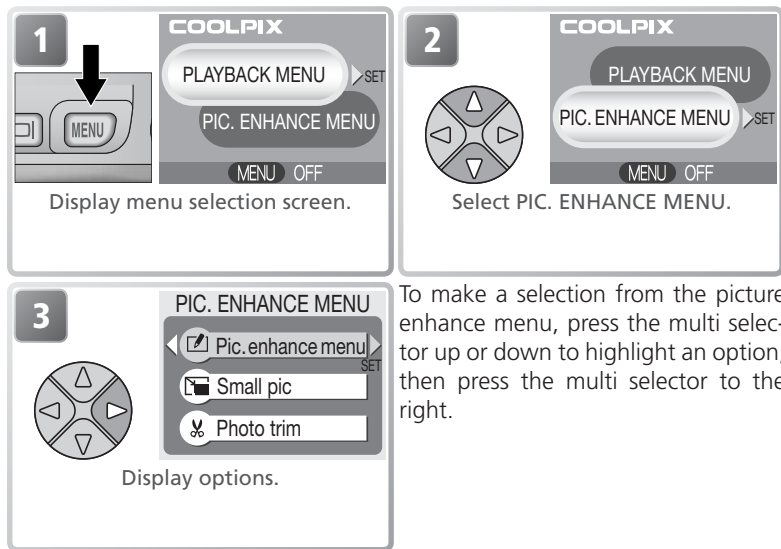 1
MENU
COOLPIX
PLAYBACK MENU
SET
PIC. ENHANCE MENU
MENU OFF
Display menu selection screen.
2
COOLPIX
PLAYBACK MENU
PIC. ENHANCE MENU
SET
MENU OFF
Select PIC. ENHANCE MENU.
3
PIC. ENHANCE MENU
Pic. enhance menu
SET
Small pic
Photo trim
Display options.
To make a selection from the picture
enhance menu, press the multi selec-
tor up or down to highlight an option,
then press the multi selector to the
right.